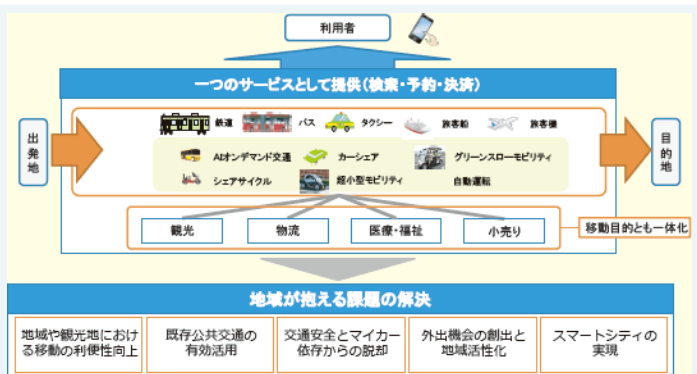 利用者
一つのサービスとして提供(検索・予約・決済)
出発地
鉄道
バス
タクシー
旅客船
旅客機
目的地
AIオンデマンド交通
カーシェア
グリーンスローモビリティ
シェアサイクル
超小型モビリティ
自動運転
観光
物流
医療・福祉
小売り
移動目的とも一体化
地域が抱える課題の解決
地域や観光地におけ
る移動の利便性向上
既存公共交通の
有効活用
交通安全とマイカー
依存からの脱却
外出機会の創出と
地域活性化
スマートシティの
実現